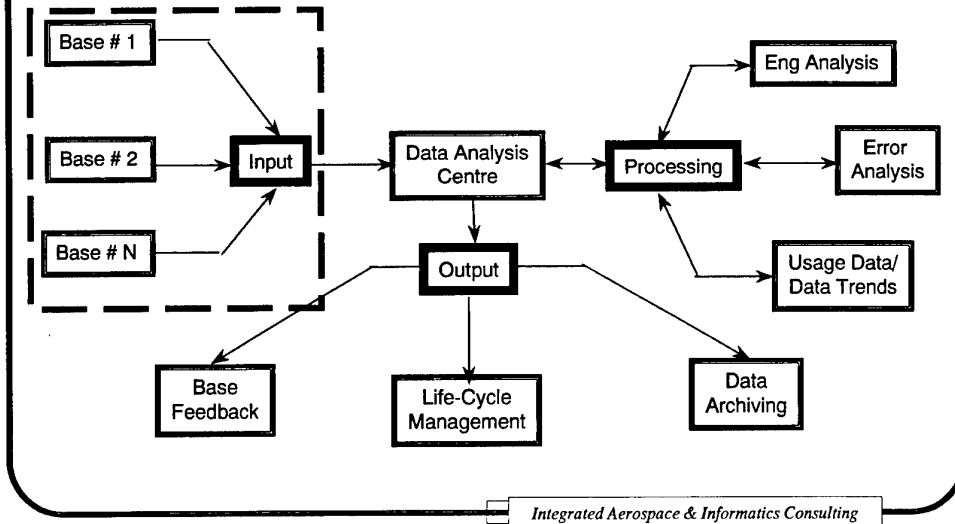 Base # 1
Eng Analysis
Base # 2
Input
Data Analysis
Centre
Processing
Error
Analysis
Base # N
Output
Usage Data/
Data Trends
Base
Feedback
Life-Cycle
Management
Data
Archiving
Integrated Aerospace & Informatics Consulting